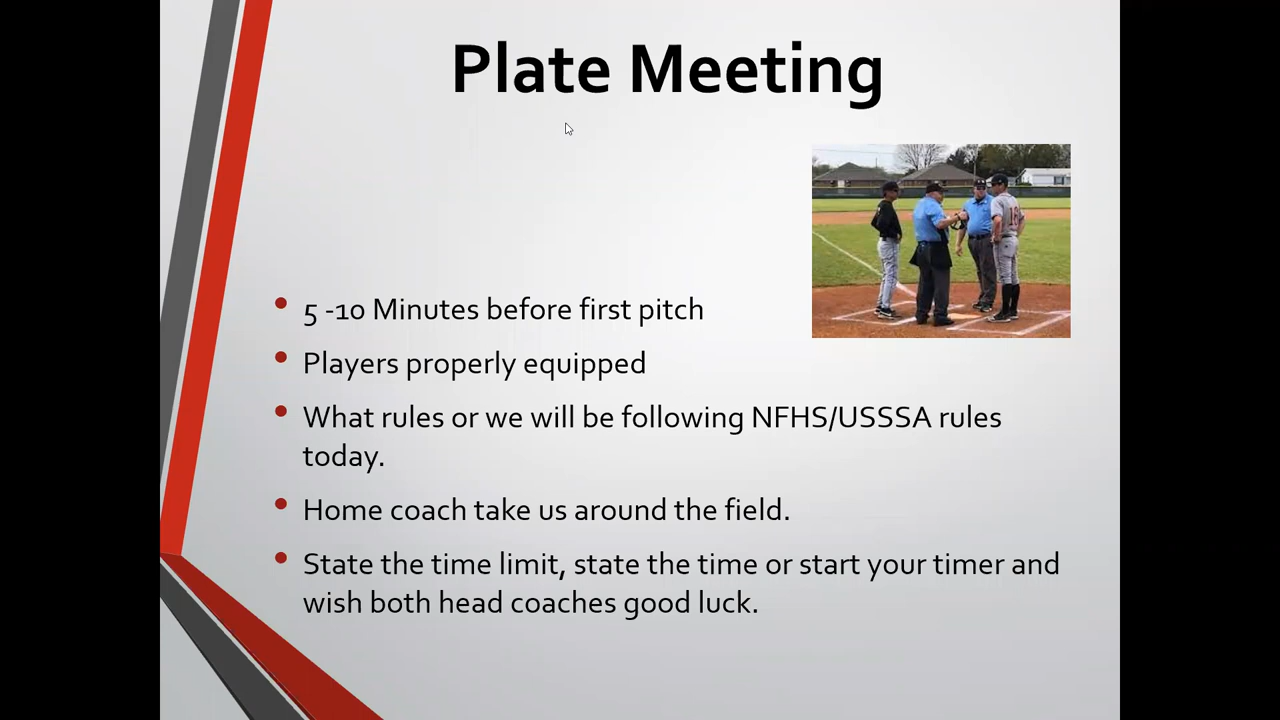 Plate Meeting
18
5 -10 Minutes before first pitch
Players properly equipped
What rules or we will be following NFHS/USSSA rules
today.
Home coach take us around the field.
State the time limit, state the time or start your timer and
wish both head coaches good luck.